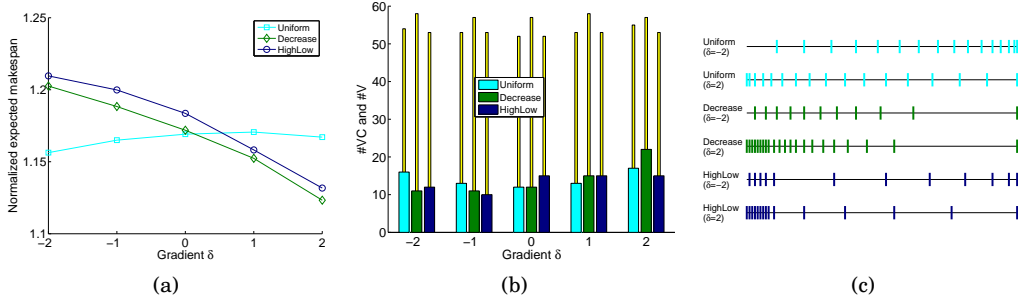 1.25
1.2
1.15
1.1
Normalized expected makespan
Uniform
Decrease
HighLow
−2 −1 0 1 2
Gradient δ
(a)
60
50
40
30
20
10
0
#VC and #V
Uniform
Decrease
HighLow
−2 −1 0 1 2
Gradient δ
(b)
Uniform
(δ=−2)
Uniform
(δ=2)
Decrease
(δ=−2)
Decrease
(δ=2)
HighLow
(δ=−2)
HighLow
(δ=2)
(c)